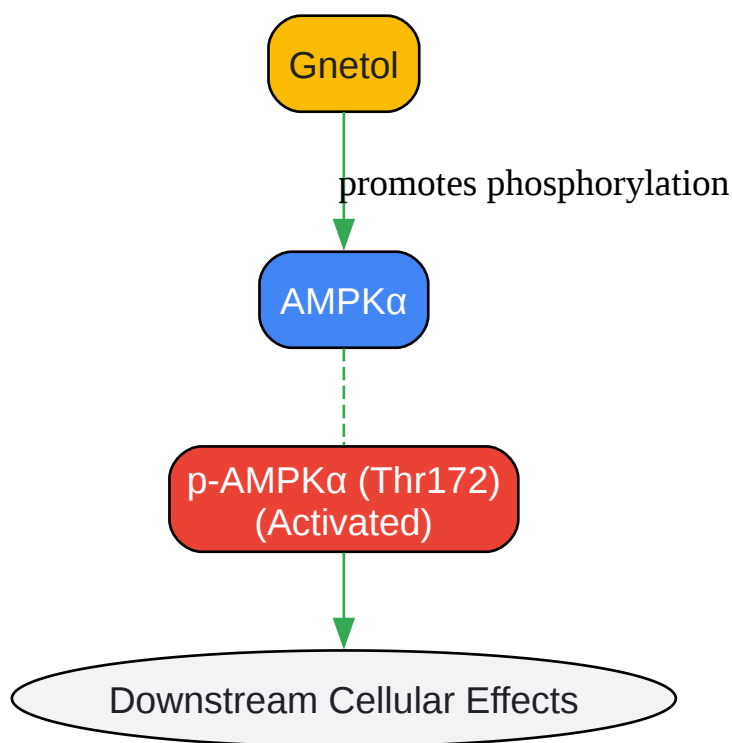 Gnetol
promotes phosphorylation
AMPKα
p-AMPKα (Thr172)
(Activated)
Downstream Cellular Effects